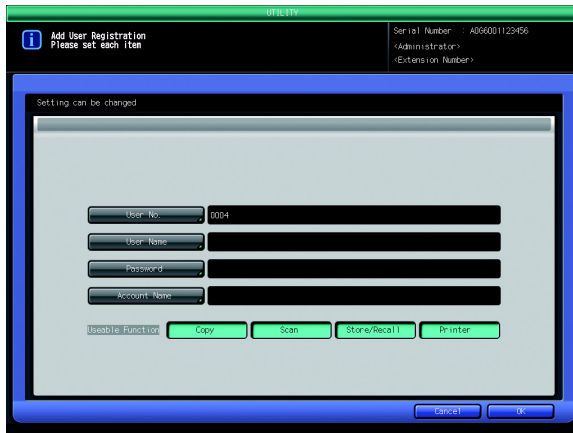 UTILITY
Add User Registration
Please set each item
Serial Number : A0G6001123456
<Administrator>
<Extension Number>
Setting can be changed
User No. 0004
User Name
Password
Account Name
Useable Function Copy Scan Store/Recall Printer
Cancel OK